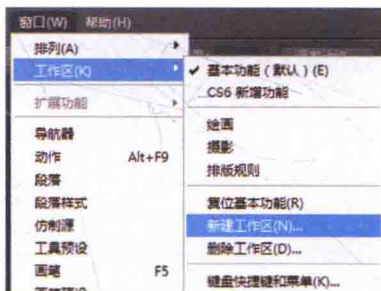 窗口(W) 帮助(H)
排列(A)
工作区(K)
扩展功能
导航器
动作 Alt+F9
段落
段落样式
仿制源
工具预设
画笔 F5
✓ 基本功能（默认）(E)
CS6 新增功能
绘画
摄影
排版规则
复位基本功能(R)
新建工作区(N)...
删除工作区(D)...
键盘快捷键和菜单(K)...